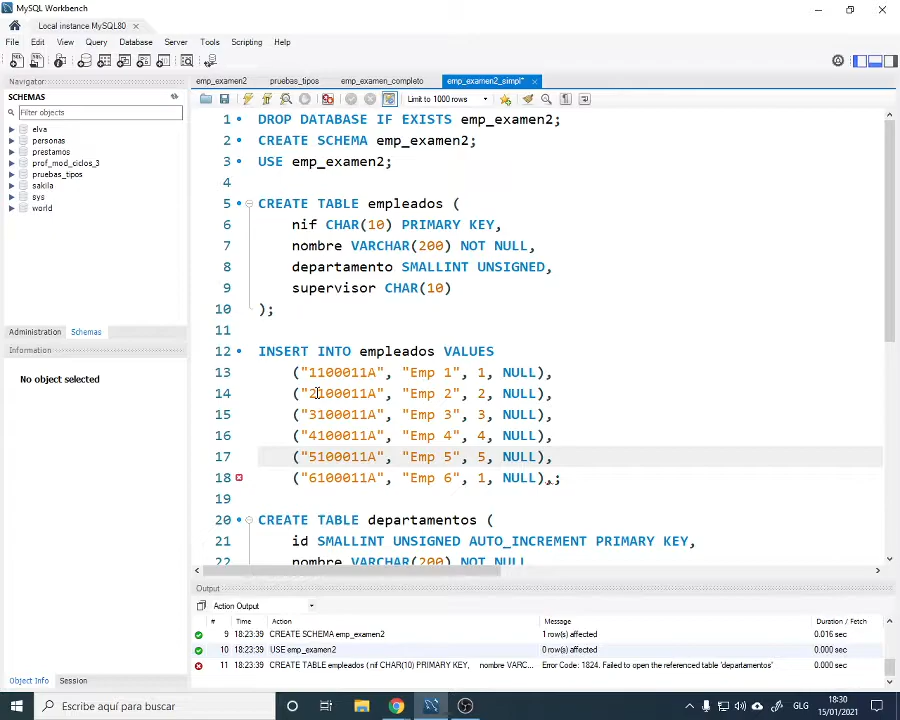 MySQL Workbench
Local instance MySQL80
File Edit View Query Database Server Tools Scripting Help
Navigator
SCHEMAS
Filter objects
elva
personas
prestamos
prof_mod_ciclos_3
pruebas_tipos
sakila
sys
world
Administration Schemas
Information
No object selected
Object Info Session
emp_examen2 pruebas_tipos emp_examen_completo emp_examen2_simpl*
Limit to 1000 rows
1 DROP DATABASE IF EXISTS emp_examen2;
2 CREATE SCHEMA emp_examen2;
3 USE emp_examen2;
4
5 CREATE TABLE empleados (
6 nif CHAR(10) PRIMARY KEY,
7 nombre VARCHAR(200) NOT NULL,
8 departamento SMALLINT UNSIGNED,
9 supervisor CHAR(10)
10 );
11
12 INSERT INTO empleados VALUES
13 ("1100011A", "Emp 1", 1, NULL),
14 ("2100011A", "Emp 2", 2, NULL),
15 ("3100011A", "Emp 3", 3, NULL),
16 ("4100011A", "Emp 4", 4, NULL),
17 ("5100011A", "Emp 5", 5, NULL),
18 ("6100011A", "Emp 6", 1, NULL),;
19
20 CREATE TABLE departamentos (
21 id SMALLINT UNSIGNED AUTO_INCREMENT PRIMARY KEY,
22 nombre VARCHAR(200) NOT NULL
Output
Action Output
# Time Action Message Duration / Fetch
9 18:23:39 CREATE SCHEMA emp_examen2 1 row(s) affected 0.016 sec
10 18:23:39 USE emp_examen2 0 row(s) affected 0.000 sec
11 18:23:39 CREATE TABLE empleados ( nif CHAR(10) PRIMARY KEY, nombre VARC... Error Code: 1824. Failed to open the referenced table 'departamentos' 0.000 sec
Escribe aquí para buscar
GLG
18:30
15/01/2021